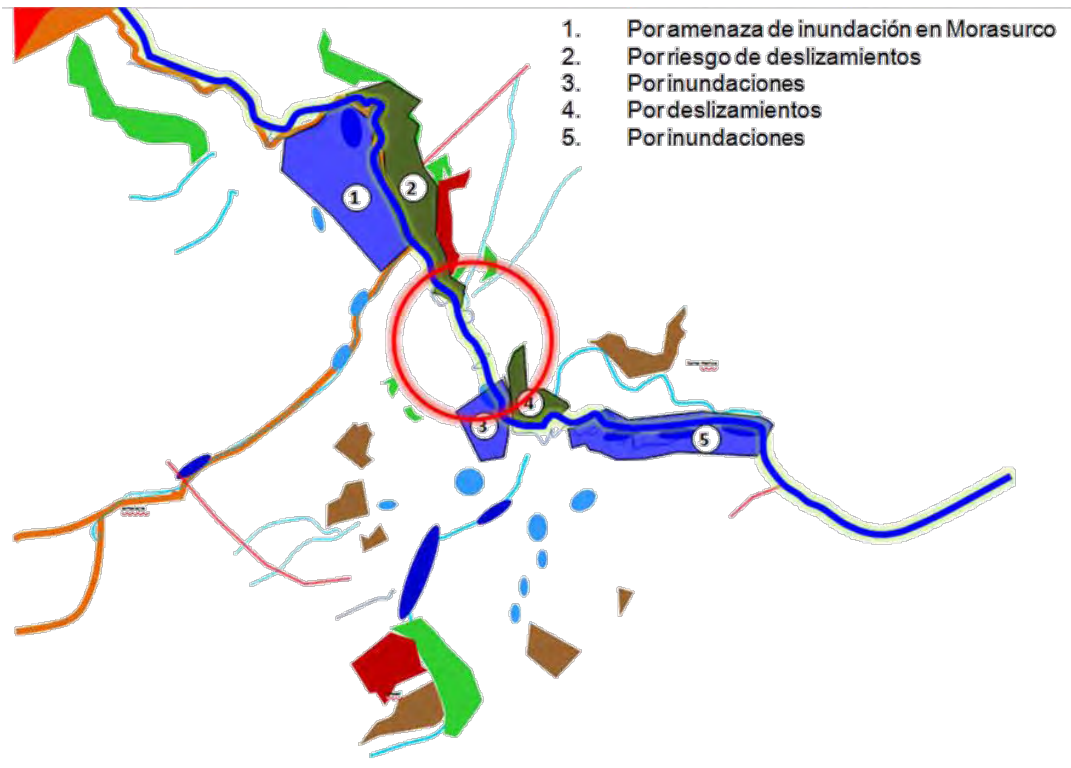 1. Por amenaza de inundación en Morasurco
2. Por riesgo de deslizamientos
3. Por inundaciones
4. Por deslizamientos
5. Por inundaciones
1
2
3
4
5